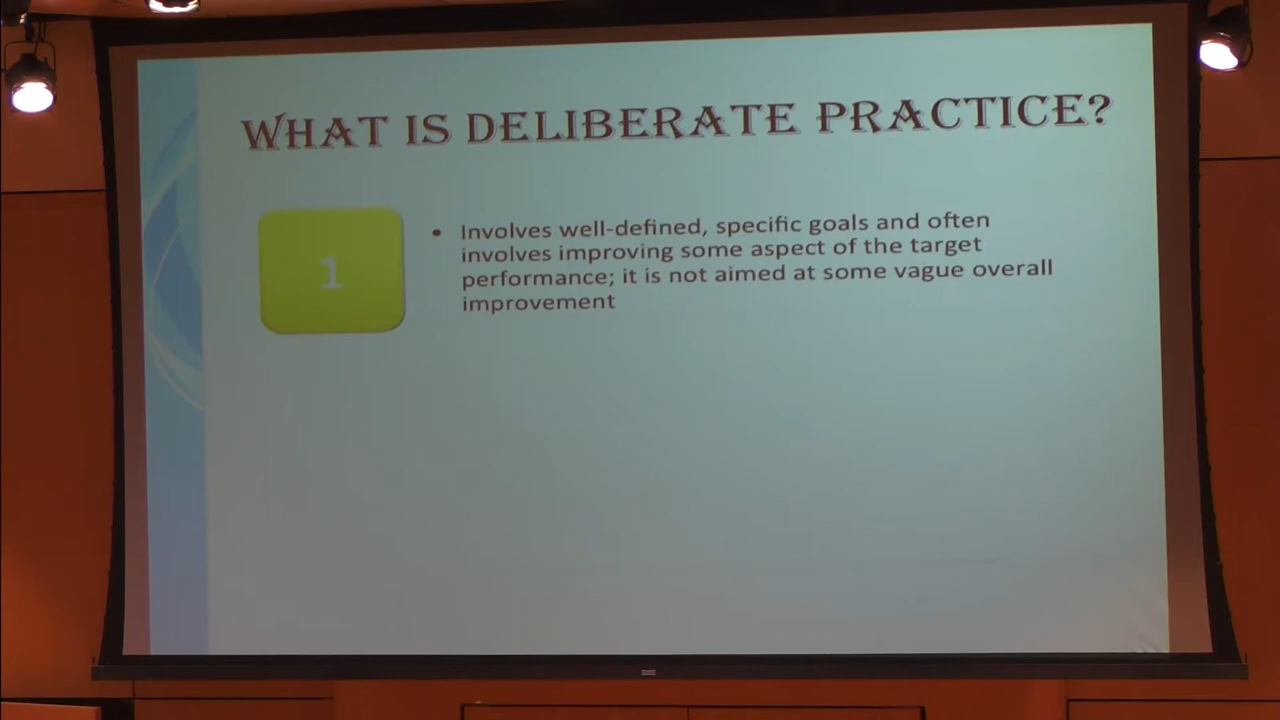 WHAT IS DELIBERATE PRACTICE?
1
• Involves well-defined, specific goals and often
involves improving some aspect of the target
performance; it is not aimed at some vague overall
improvement